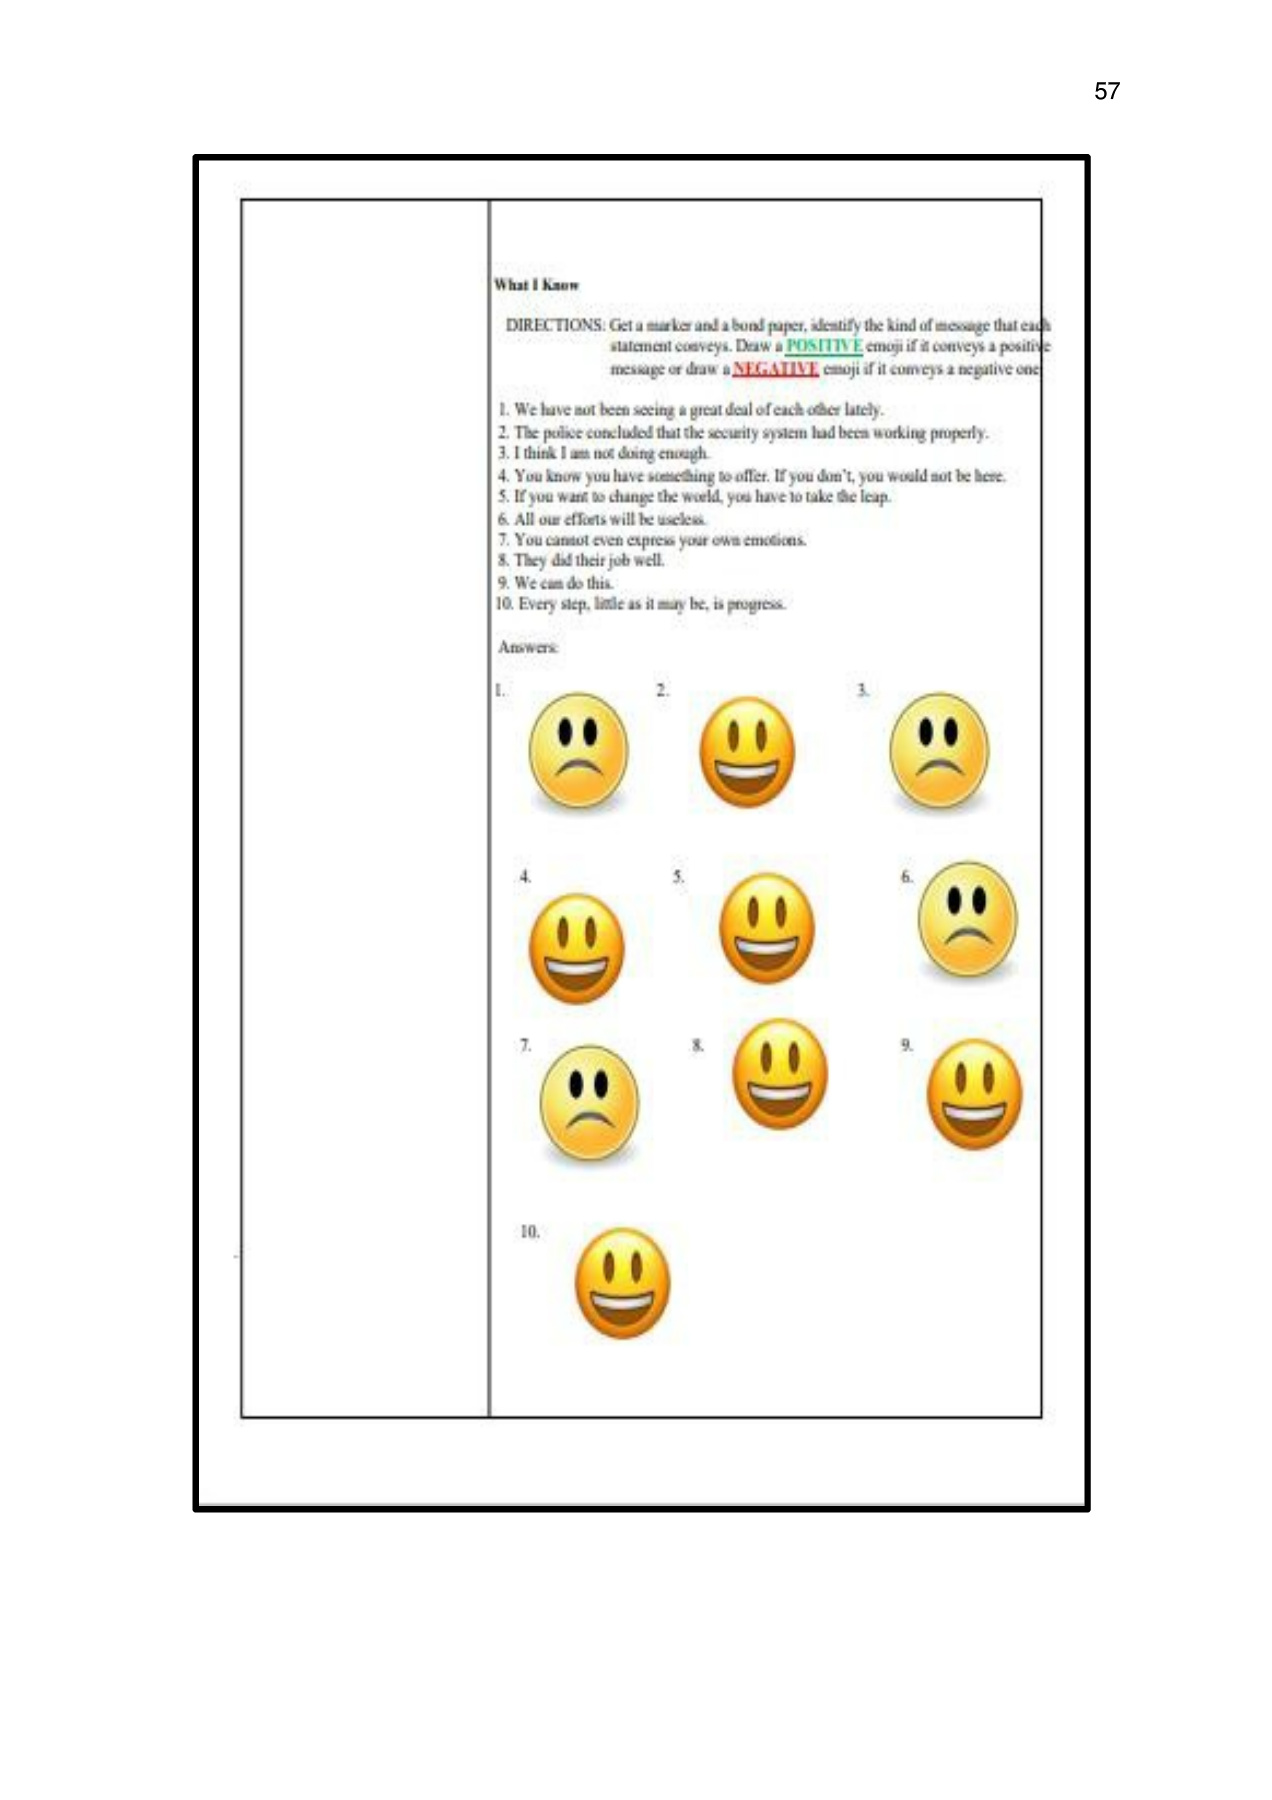 57
What I Know
DIRECTIONS: Get a marker and a bond paper, identify the kind of message that each
statement conveys. Draw a POSITIVE emoji if it conveys a positive
message or draw a NEGATIVE emoji if it conveys a negative one
1. We have not been seeing a great deal of each other lately.
2. The police concluded that the security system had been working properly.
3. I think I am not doing enough.
4. You know you have something to offer. If you don't, you would not be here.
5. If you want to change the world, you have to take the leap.
6. All our efforts will be useless.
7. You cannot even express your own emotions.
8. They did their job well.
9. We can do this.
10. Every step, little as it may be, is progress.
Answers:
1. 2. 3.
4. 5. 6.
7. 8. 9.
10.